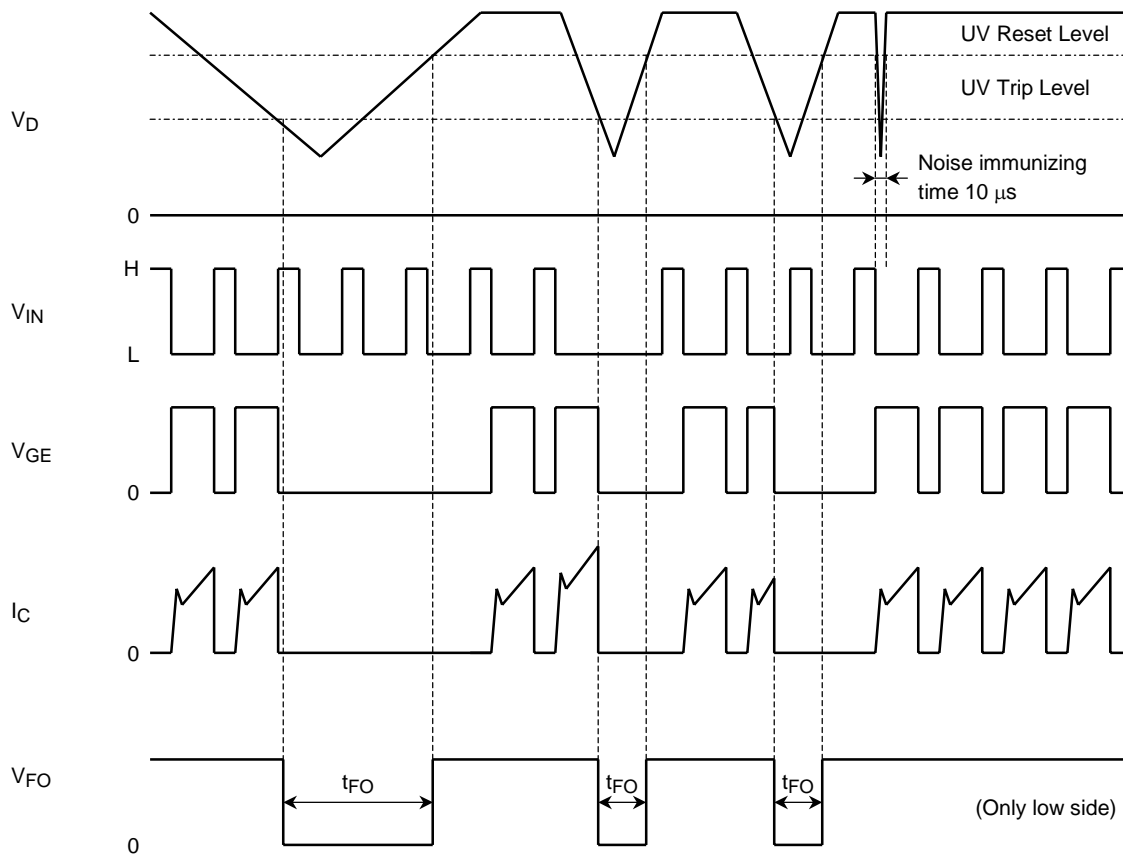 UV Reset Level
UV Trip Level
VD
Noise immunizing
time 10 μs
0
H
VIN
L
VGE
0
IC
0
VFO
tFO
tFO
tFO
(Only low side)
0